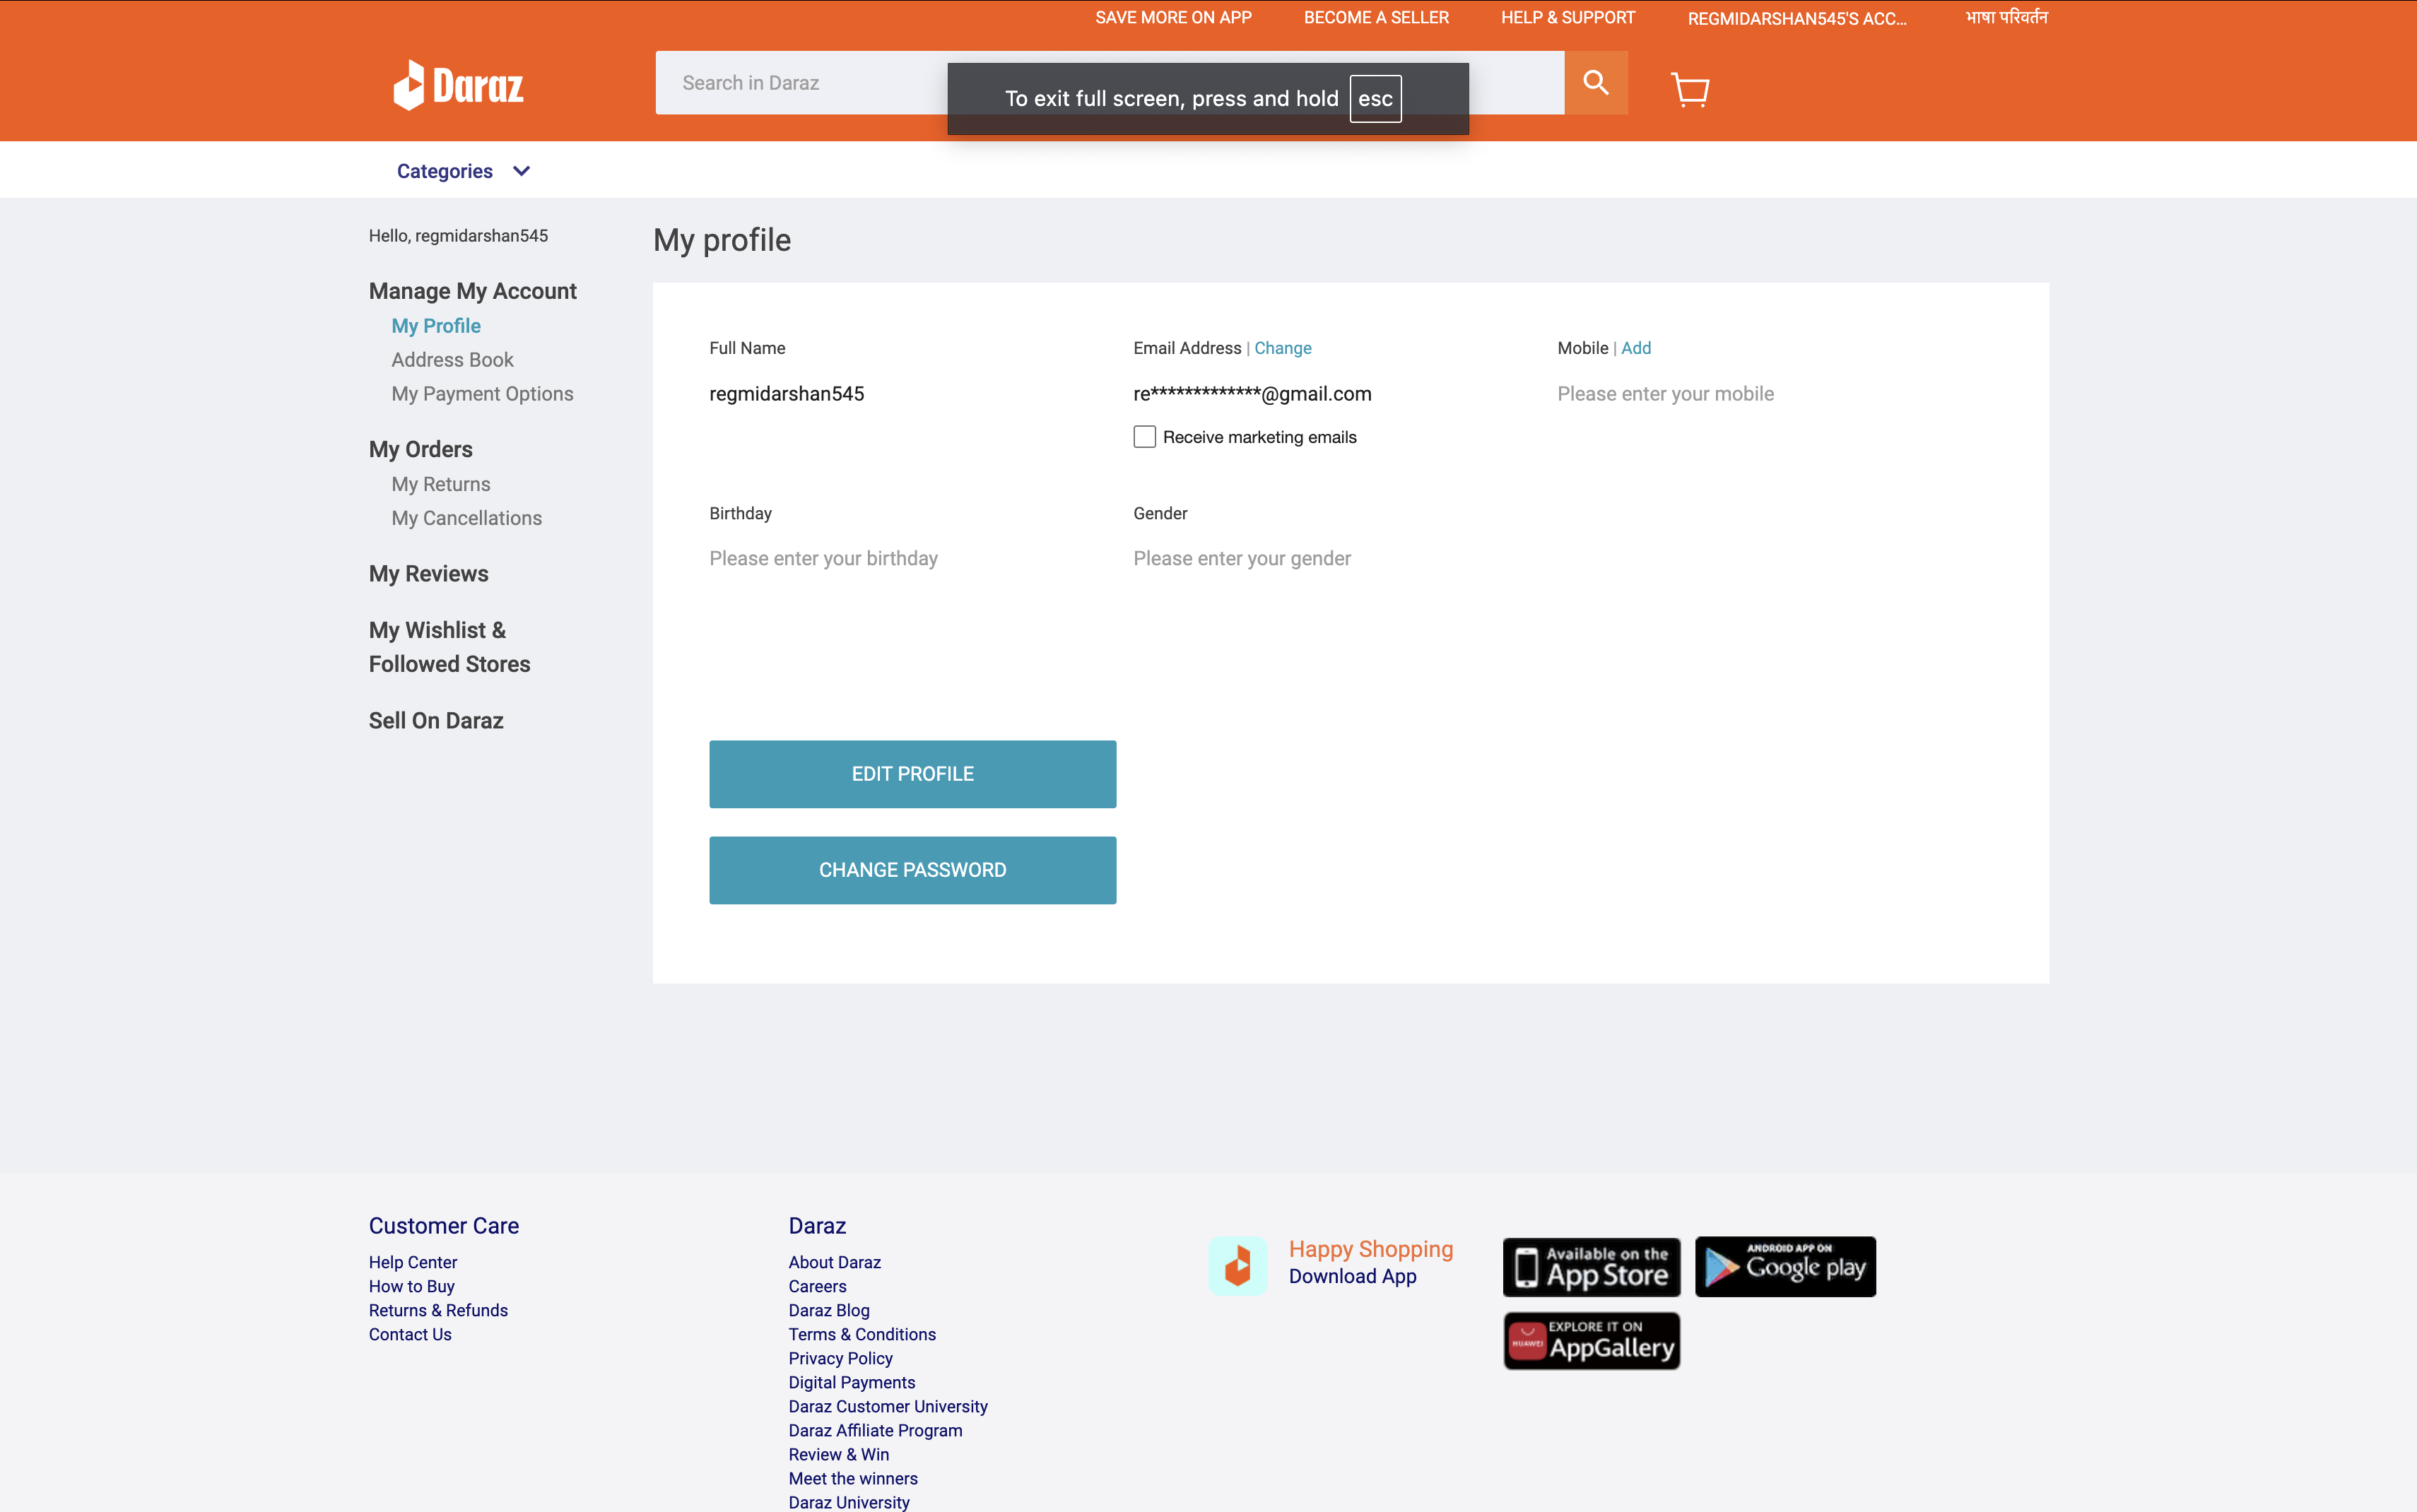 SAVE MORE ON APP BECOME A SELLER HELP & SUPPORT REGMIDARSHAN545'S ACC... भाषा परिवर्तन
Daraz
Search in Daraz
To exit full screen, press and hold esc
Categories
Hello, regmidarshan545
Manage My Account
My Profile
Address Book
My Payment Options
My Orders
My Returns
My Cancellations
My Reviews
My Wishlist &
Followed Stores
Sell On Daraz
My profile
Full Name
regmidarshan545
Email Address | Change
re*************@gmail.com
Receive marketing emails
Mobile | Add
Please enter your mobile
Birthday
Please enter your birthday
Gender
Please enter your gender
EDIT PROFILE
CHANGE PASSWORD
Customer Care
Help Center
How to Buy
Returns & Refunds
Contact Us
Daraz
About Daraz
Careers
Daraz Blog
Terms & Conditions
Privacy Policy
Digital Payments
Daraz Customer University
Daraz Affiliate Program
Review & Win
Meet the winners
Daraz University
Happy Shopping
Download App
Available on the
App Store
ANDROID APP ON
Google play
HUAWEI
EXPLORE IT ON
AppGallery